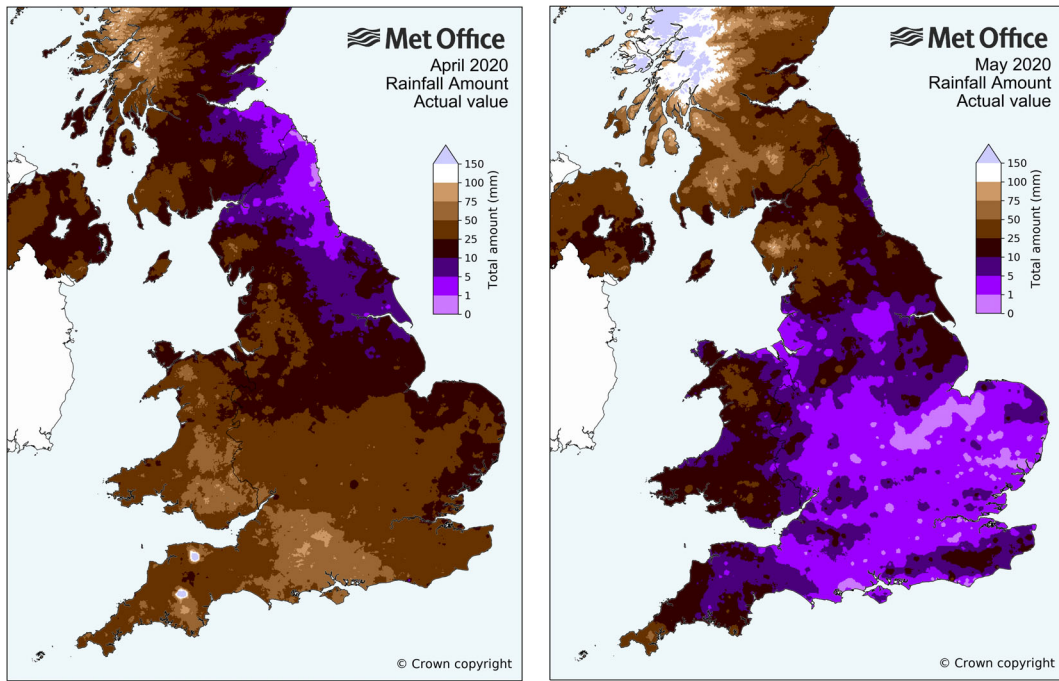 Met Office
April 2020
Rainfall Amount
Actual value
150
100
75
50
25
10
5
1
0
Total amount (mm)
© Crown copyright
Met Office
May 2020
Rainfall Amount
Actual value
150
100
75
50
25
10
5
1
0
Total amount (mm)
© Crown copyright